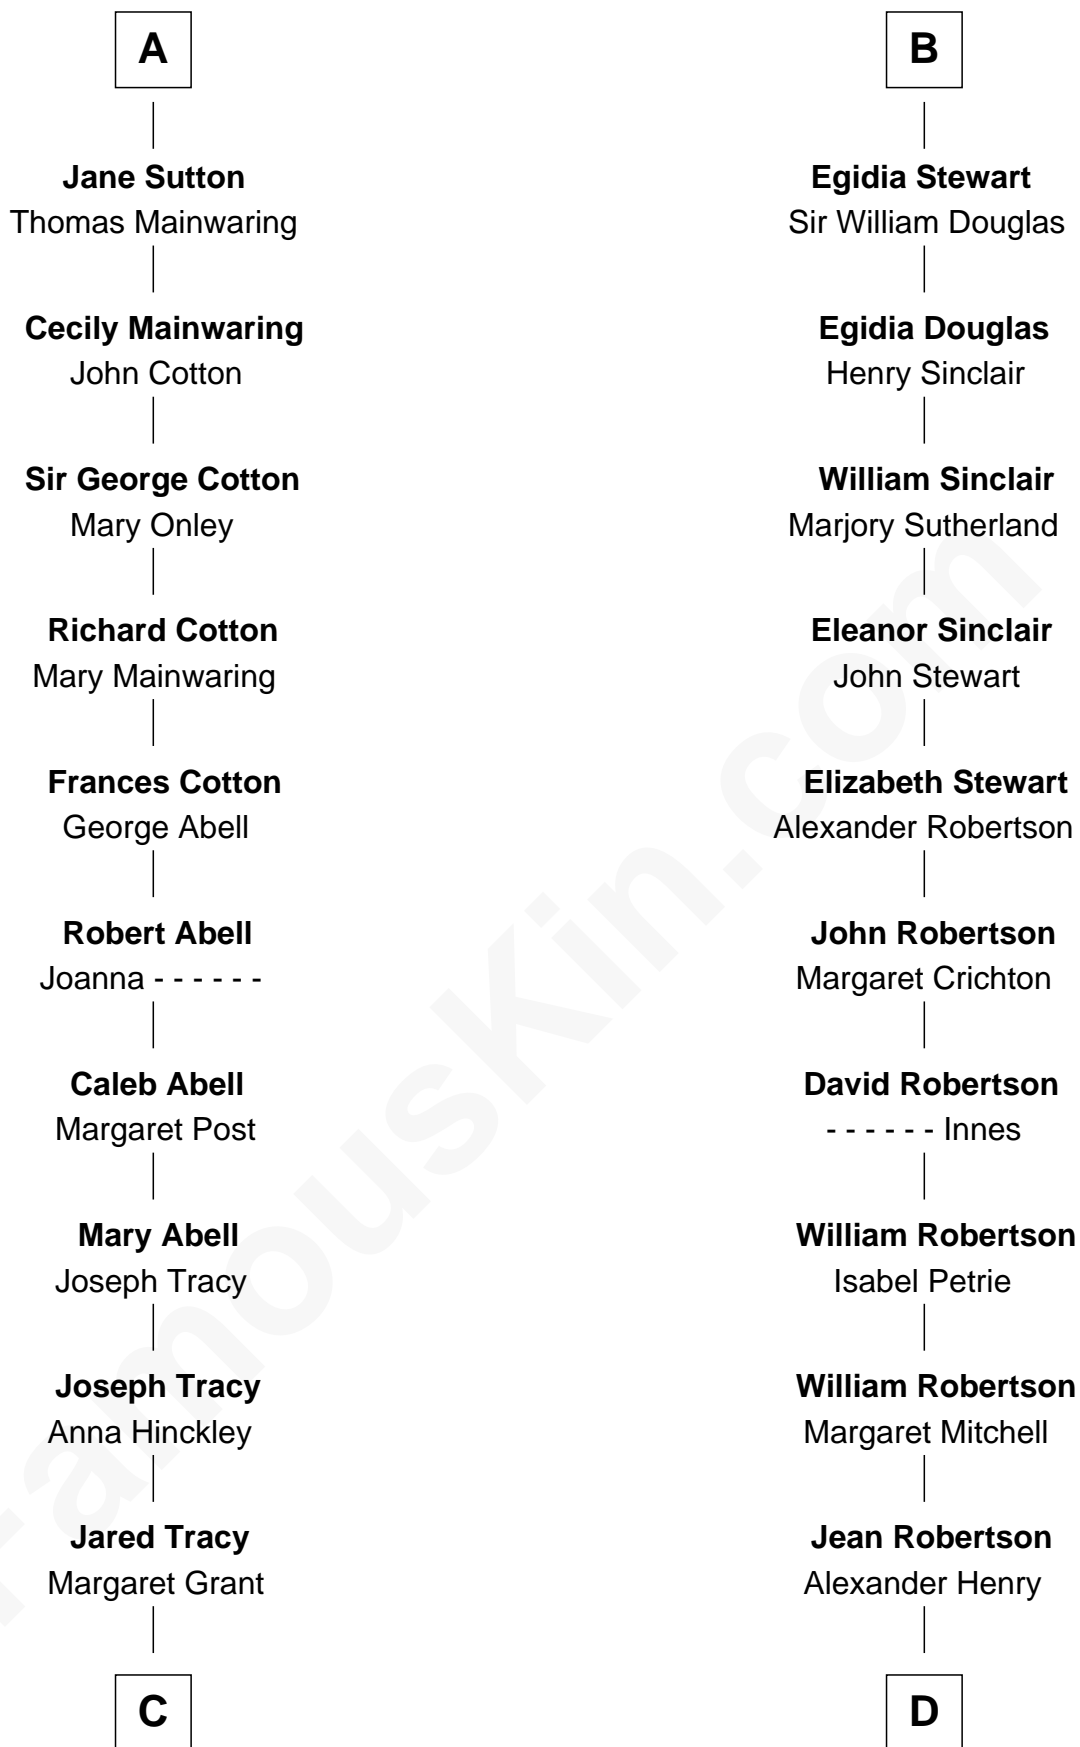 A
Jane Sutton
Thomas Mainwaring
Cecily Mainwaring
John Cotton
Sir George Cotton
Mary Onley
Richard Cotton
Mary Mainwaring
Frances Cotton
George Abell
Robert Abell
Joanna - - - - - -
Caleb Abell
Margaret Post
Mary Abell
Joseph Tracy
Joseph Tracy
Anna Hinckley
Jared Tracy
Margaret Grant
C
B
Egidia Stewart
Sir William Douglas
Egidia Douglas
Henry Sinclair
William Sinclair
Marjory Sutherland
Eleanor Sinclair
John Stewart
Elizabeth Stewart
Alexander Robertson
John Robertson
Margaret Crichton
David Robertson
- - - - - - Innes
William Robertson
Isabel Petrie
William Robertson
Margaret Mitchell
Jean Robertson
Alexander Henry
D
FamousKin.com